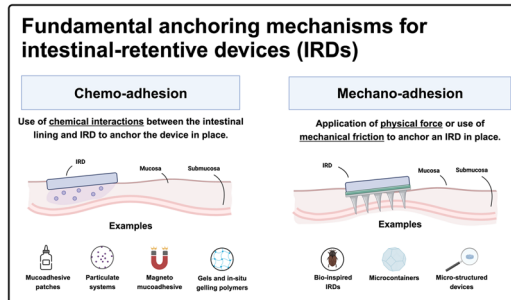 Fundamental anchoring mechanisms for
intestinal-retentive devices (IRDs)
Chemo-adhesion
Use of chemical interactions between the intestinal
lining and IRD to anchor the device in place.
IRD
Mucosa
Submucosa
Examples
Mucoadhesive
patches
Particulate
systems
Magneto
mucoadhesive
Gels and in-situ
gelling polymers
Mechano-adhesion
Application of physical force or use of
mechanical friction to anchor an IRD in place.
IRD
Mucosa
Submucosa
Examples
Bio-inspired
IRDs
Microcontainers
Micro-structured
devices